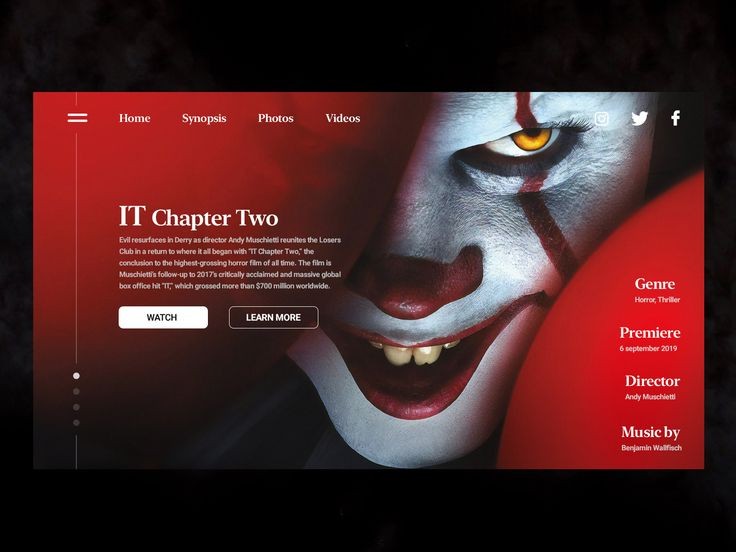 Home Synopsis Photos Videos
IT Chapter Two
Evil resurfaces in Derry as director Andy Muschietti reunites the Losers
Club in a return to where it all began with "IT Chapter Two," the
conclusion to the highest-grossing horror film of all time. The film is
Muschietti's follow-up to 2017's critically acclaimed and massive global
box office hit "IT," which grossed more than $700 million worldwide.
WATCH LEARN MORE
Genre
Horror, Thriller
Premiere
6 september 2019
Director
Andy Muschietti
Music by
Benjamin Wallfisch